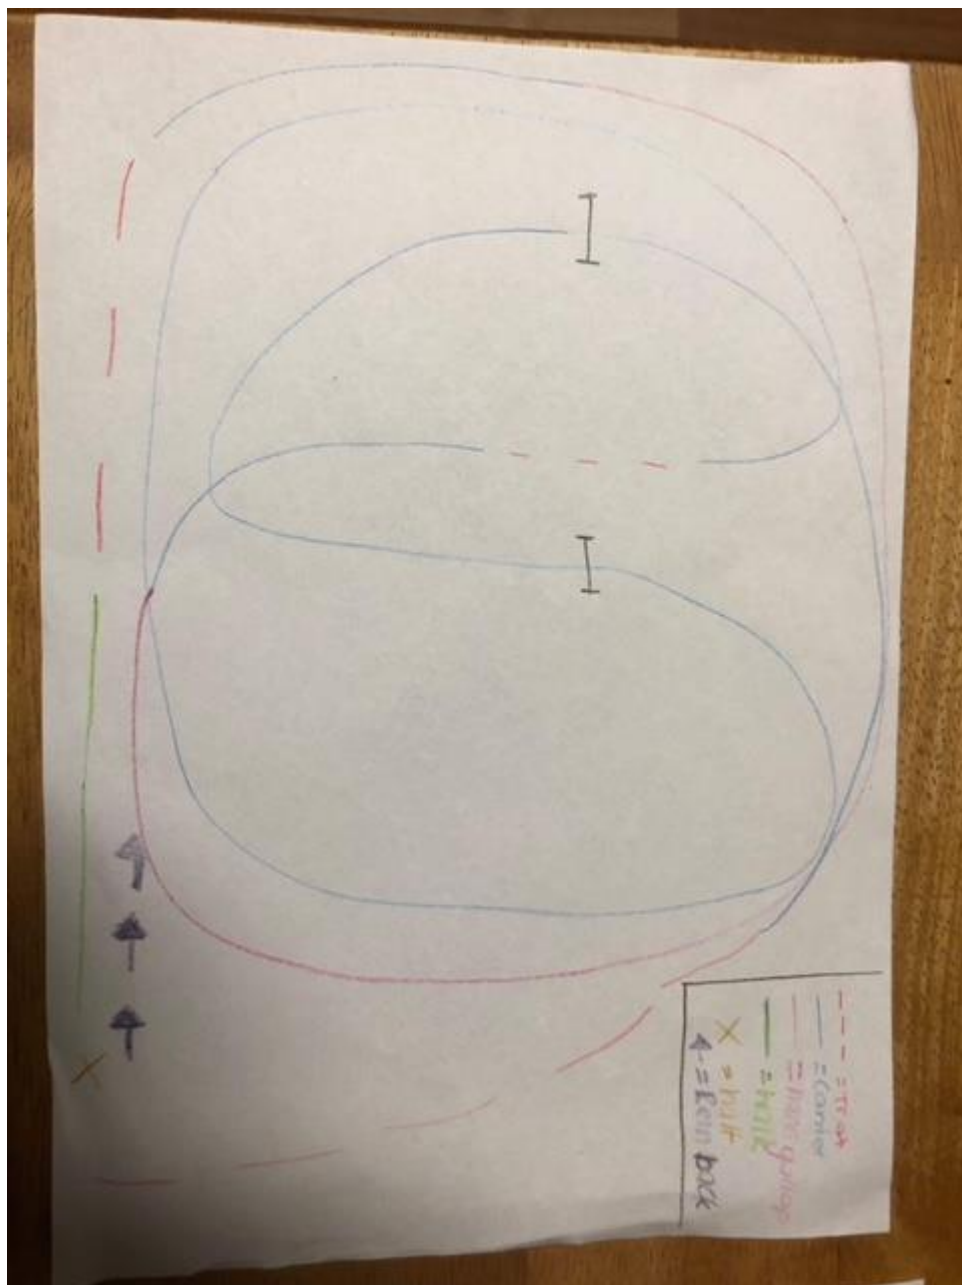 --- = Trot
— = Canter
— = hand gallop
— = walk
X = halt
← = Rein back